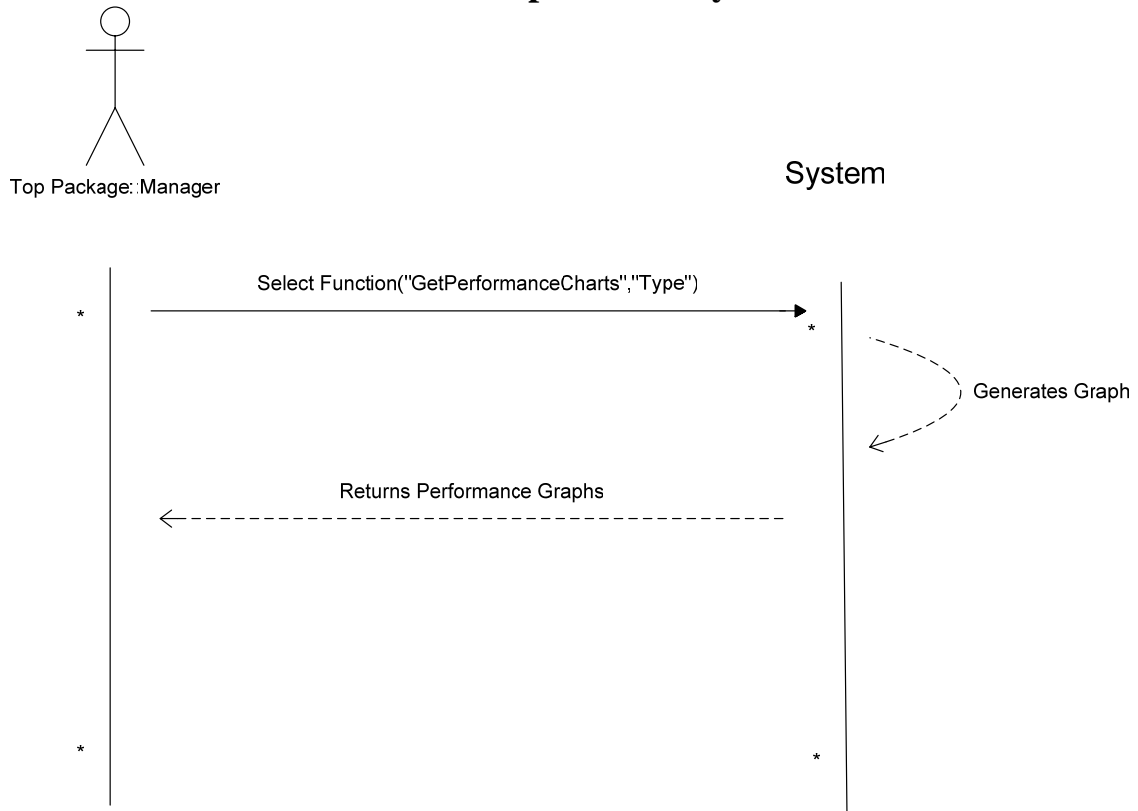 Top Package::Manager
System
Select Function("GetPerformanceCharts","Type")
*
*
Generates Graph
Returns Performance Graphs
*
*